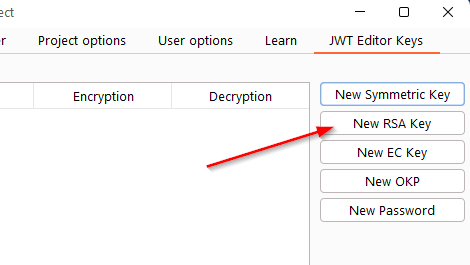 ect
er Project options User options Learn JWT Editor Keys
Encryption Decryption
New Symmetric Key
New RSA Key
New EC Key
New OKP
New Password